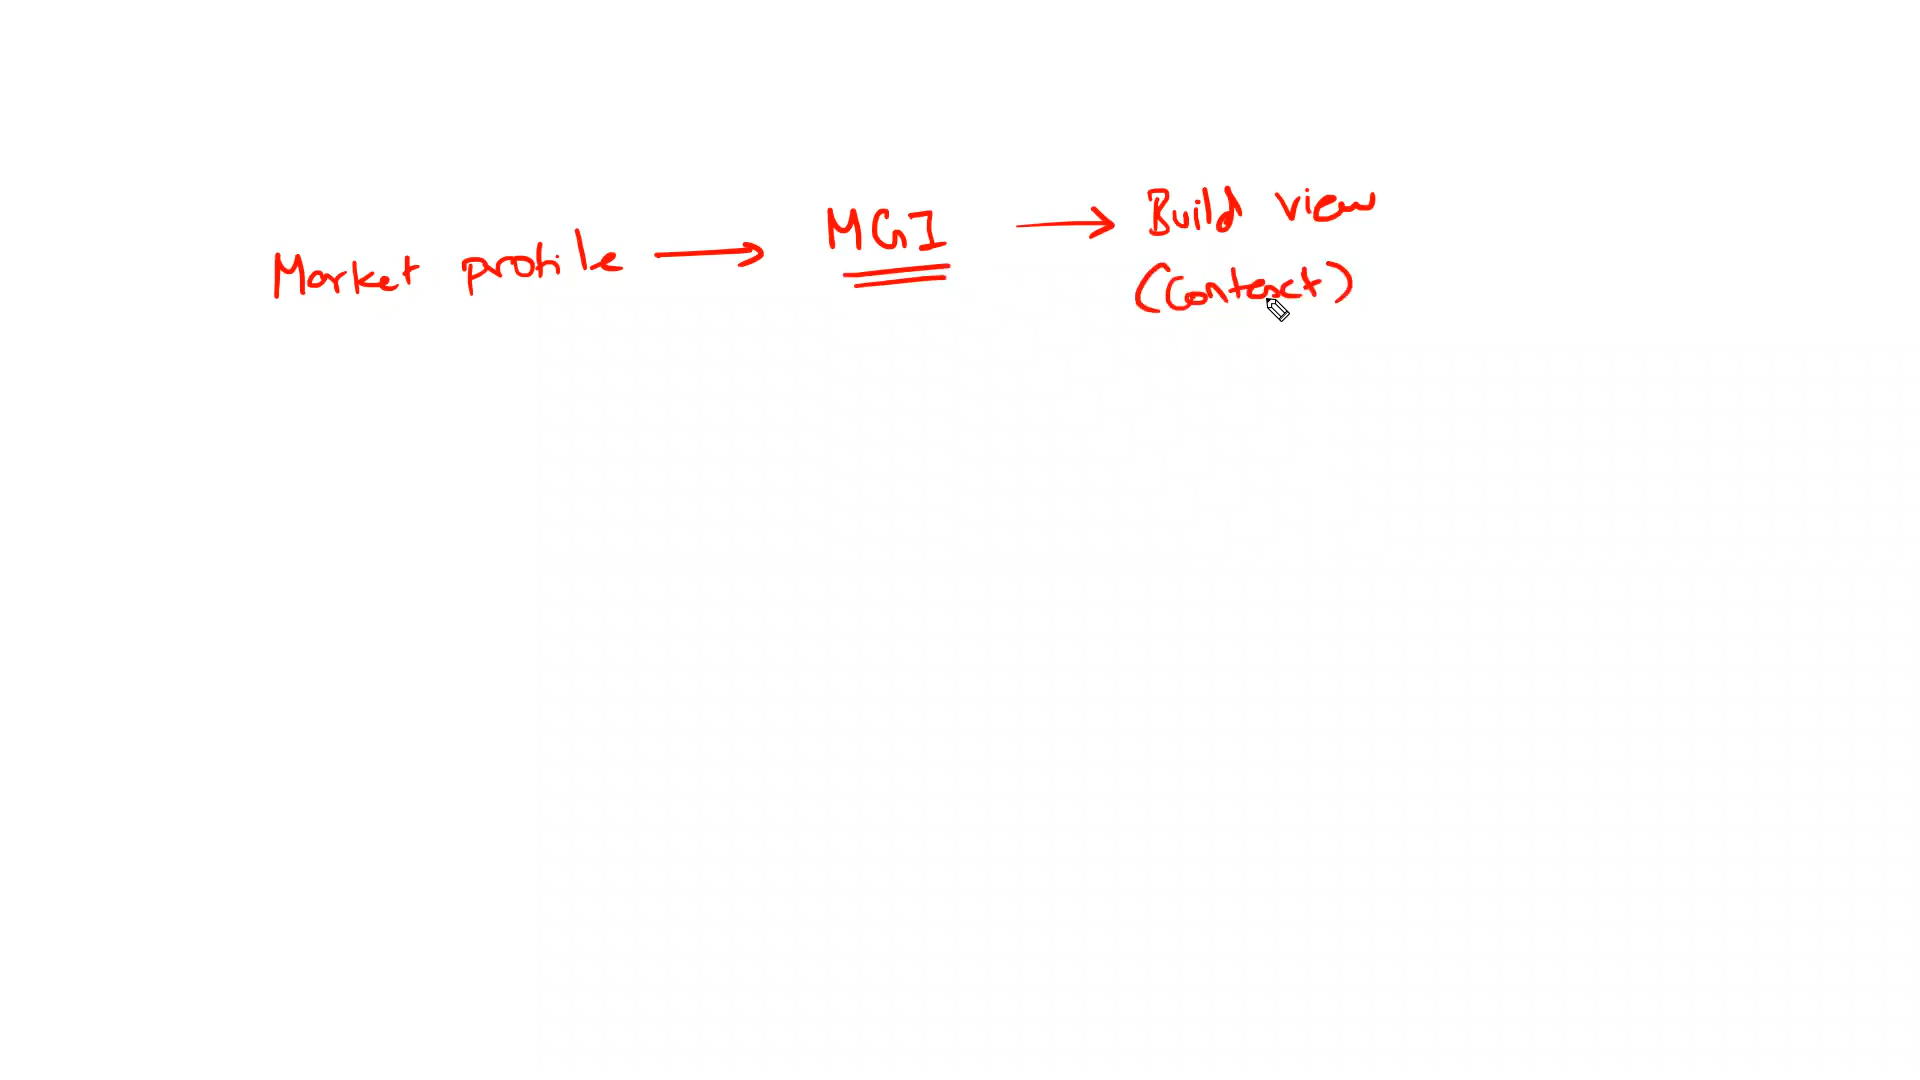 Market profile → MGI → Build view
(Context)